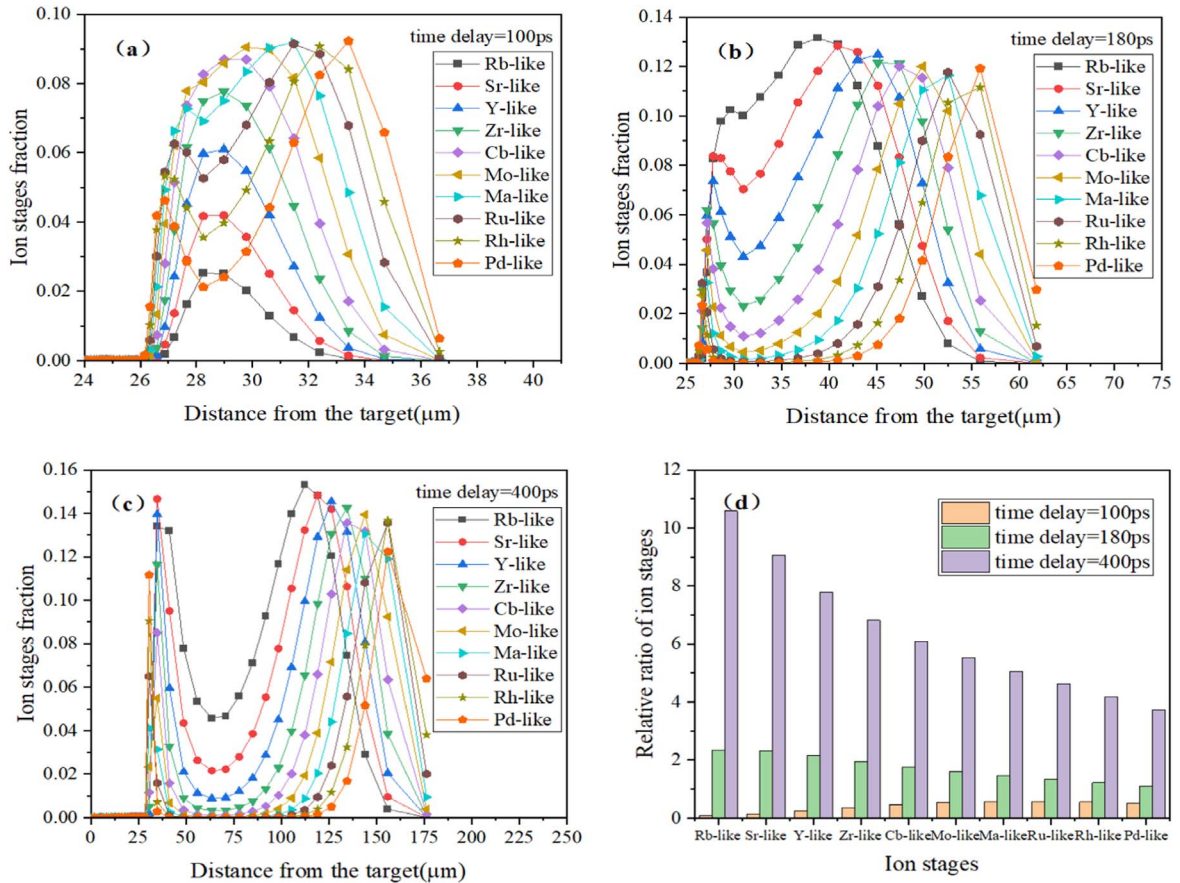 (a)
time delay=100ps
Rb-like
Sr-like
Y-like
Zr-like
Cb-like
Mo-like
Ma-like
Ru-like
Rh-like
Pd-like
Ion stages fraction
0.10
0.08
0.06
0.04
0.02
0.00
24 26 28 30 32 34 36 38 40
Distance from the target(μm)
(b)
time delay=180ps
Rb-like
Sr-like
Y-like
Zr-like
Cb-like
Mo-like
Ma-like
Ru-like
Rh-like
Pd-like
Ion stages fraction
0.14
0.12
0.10
0.08
0.06
0.04
0.02
0.00
25 30 35 40 45 50 55 60 65 70 75
Distance from the target(μm)
(c)
time delay=400ps
Rb-like
Sr-like
Y-like
Zr-like
Cb-like
Mo-like
Ma-like
Ru-like
Rh-like
Pd-like
Ion stages fraction
0.16
0.14
0.12
0.10
0.08
0.06
0.04
0.02
0.00
0 25 50 75 100 125 150 175 200 225 250
Distance from the target(μm)
(d)
time delay=100ps
time delay=180ps
time delay=400ps
Relative ratio of ion stages
12
10
8
6
4
2
0
Rb-like Sr-like Y-like Zr-like Cb-like Mo-like Ma-like Ru-like Rh-like Pd-like
Ion stages